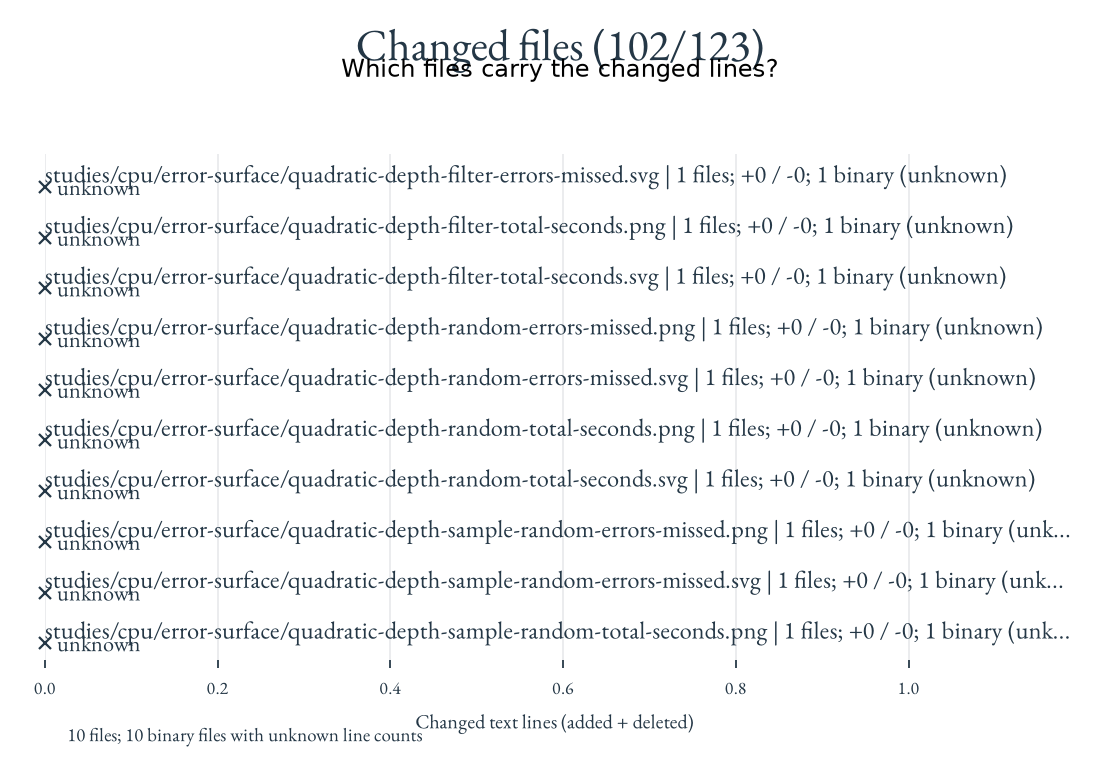 Changed files (102/123)
Which files carry the changed lines?
studies/cpu/error-surface/quadratic-depth-filter-errors-missed.svg | 1 files; +0 / -0; 1 binary (unknown)
unknown
studies/cpu/error-surface/quadratic-depth-filter-total-seconds.png | 1 files; +0 / -0; 1 binary (unknown)
unknown
studies/cpu/error-surface/quadratic-depth-filter-total-seconds.svg | 1 files; +0 / -0; 1 binary (unknown)
unknown
studies/cpu/error-surface/quadratic-depth-random-errors-missed.png | 1 files; +0 / -0; 1 binary (unknown)
unknown
studies/cpu/error-surface/quadratic-depth-random-errors-missed.svg | 1 files; +0 / -0; 1 binary (unknown)
unknown
studies/cpu/error-surface/quadratic-depth-random-total-seconds.png | 1 files; +0 / -0; 1 binary (unknown)
unknown
studies/cpu/error-surface/quadratic-depth-random-total-seconds.svg | 1 files; +0 / -0; 1 binary (unknown)
unknown
studies/cpu/error-surface/quadratic-depth-sample-random-errors-missed.png | 1 files; +0 / -0; 1 binary (unk...
unknown
studies/cpu/error-surface/quadratic-depth-sample-random-errors-missed.svg | 1 files; +0 / -0; 1 binary (unk...
unknown
studies/cpu/error-surface/quadratic-depth-sample-random-total-seconds.png | 1 files; +0 / -0; 1 binary (unk...
unknown
0.0 0.2 0.4 0.6 0.8 1.0
Changed text lines (added + deleted)
10 files; 10 binary files with unknown line counts